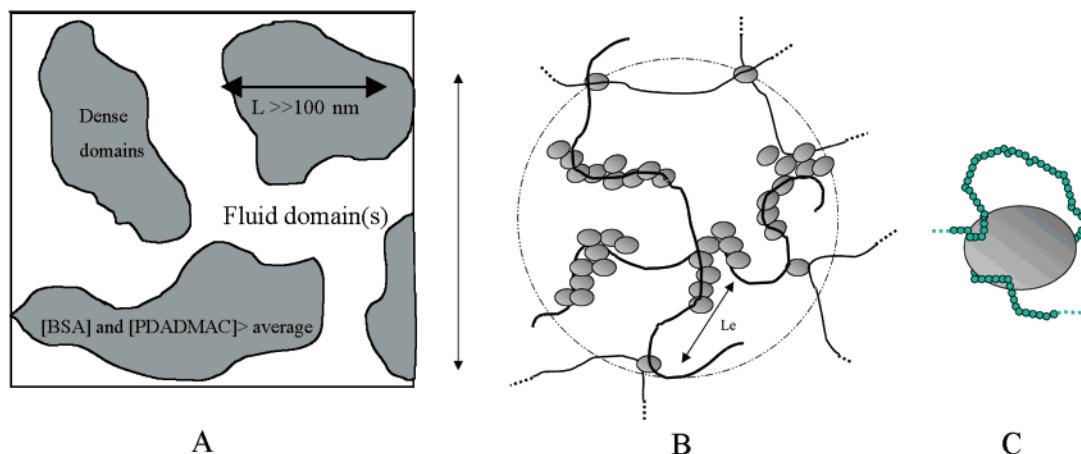 L >>100 nm
Dense
domains
Fluid domain(s)
[BSA] and [PDADMAC]> average
Le
A
B
C